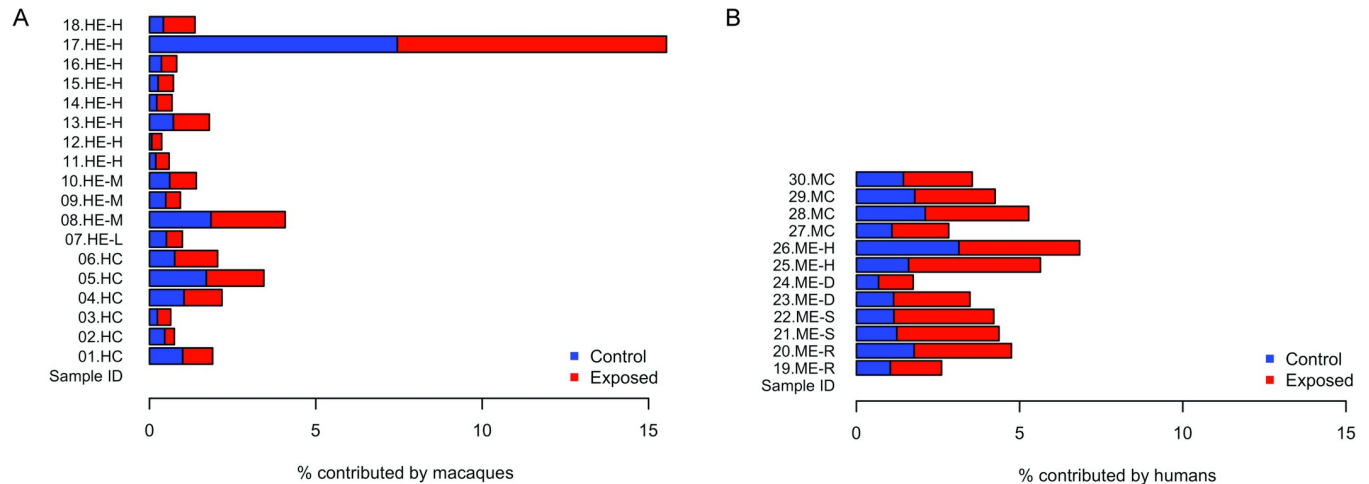 A
18.HE-H
17.HE-H
16.HE-H
15.HE-H
14.HE-H
13.HE-H
12.HE-H
11.HE-H
10.HE-M
09.HE-M
08.HE-M
07.HE-L
06.HC
05.HC
04.HC
03.HC
02.HC
01.HC
Sample ID
Control
Exposed
0 5 10 15
% contributed by macaques
B
30.MC
29.MC
28.MC
27.MC
26.ME-H
25.ME-H
24.ME-D
23.ME-D
22.ME-S
21.ME-S
20.ME-R
19.ME-R
Sample ID
Control
Exposed
0 5 10 15
% contributed by humans